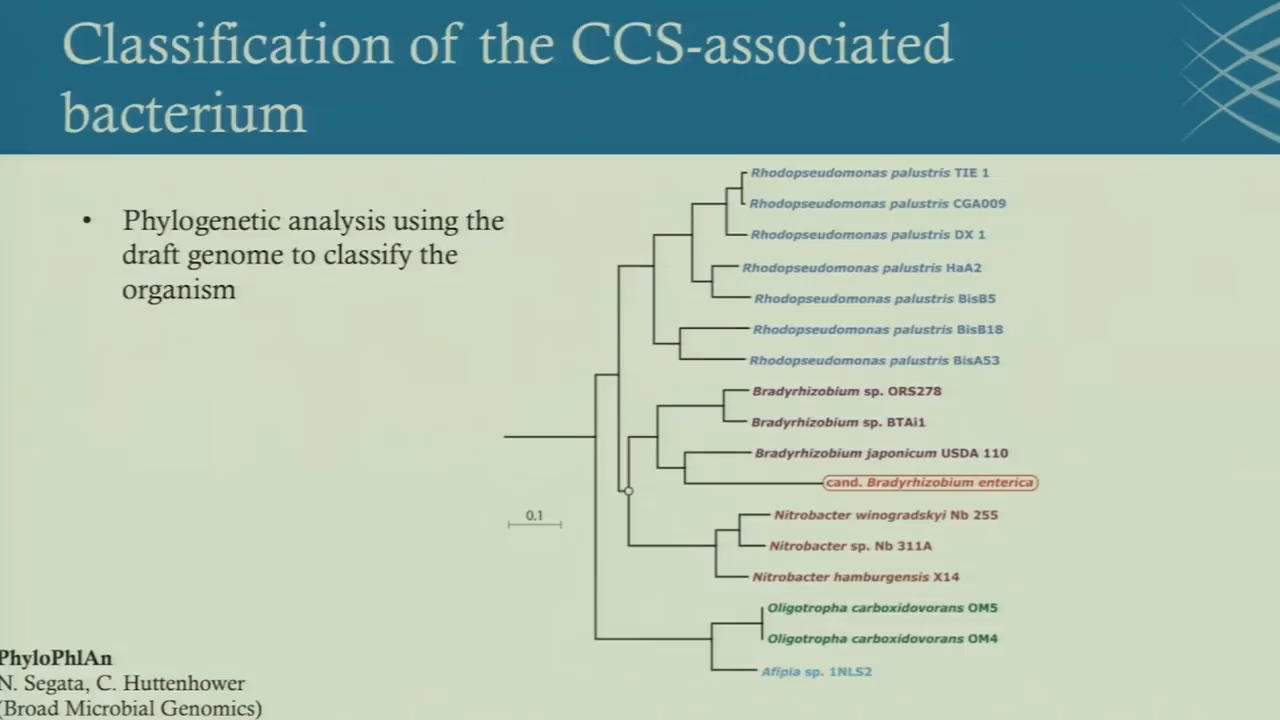 Classification of the CCS-associated
bacterium
• Phylogenetic analysis using the
draft genome to classify the
organism
Rhodopseudomonas palustris TIE 1
Rhodopseudomonas palustris CGA009
Rhodopseudomonas palustris DX 1
Rhodopseudomonas palustris HaA2
Rhodopseudomonas palustris BisB5
Rhodopseudomonas palustris BisB18
Rhodopseudomonas palustris BisA53
Bradyrhizobium sp. ORS278
Bradyrhizobium sp. BTAi1
Bradyrhizobium japonicum USDA 110
cand. Bradyrhizobium enterica
Nitrobacter winogradskyi Nb 255
Nitrobacter sp. Nb 311A
Nitrobacter hamburgensis X14
Oligotropha carboxidovorans OM5
Oligotropha carboxidovorans OM4
Afipia sp. 1NLS2
0.1
PhyloPhlAn
N. Segata, C. Huttenhower
(Broad Microbial Genomics)